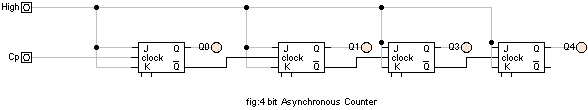 High
J Q Q0 J Q Q1 J Q Q3 J Q Q4
Cp clock clock clock clock
K Q K Q K Q K Q
fig:4 bit Asynchronous Counter